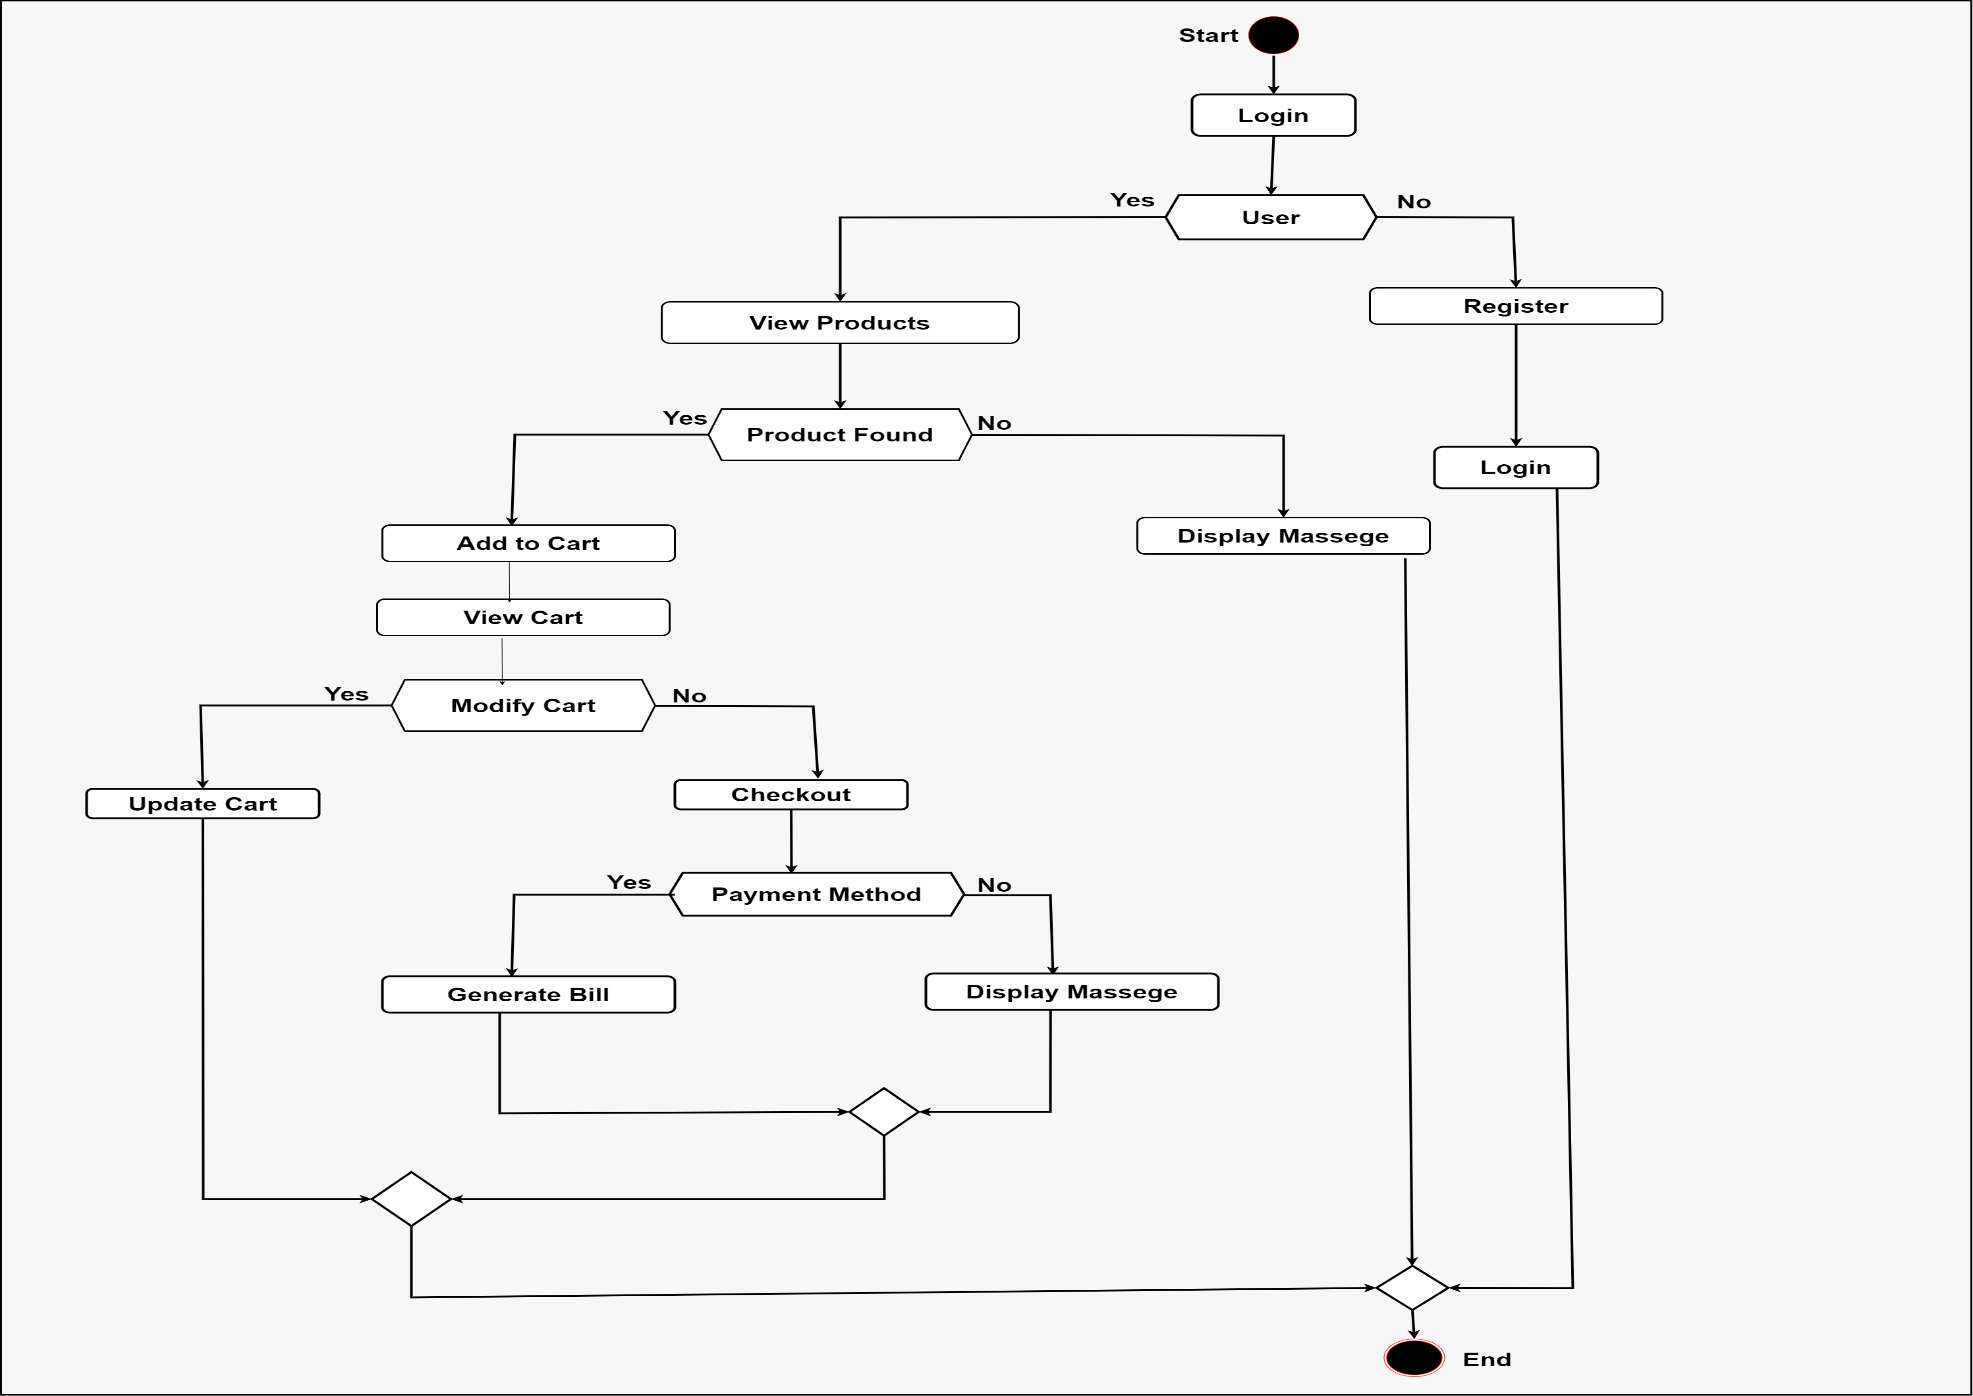 Start
Login
Yes
User
No
View Products
Register
Yes
Product Found
No
Login
Add to Cart
Display Massege
View Cart
Yes
Modify Cart
No
Update Cart
Checkout
Yes
Payment Method
No
Generate Bill
Display Massege
End